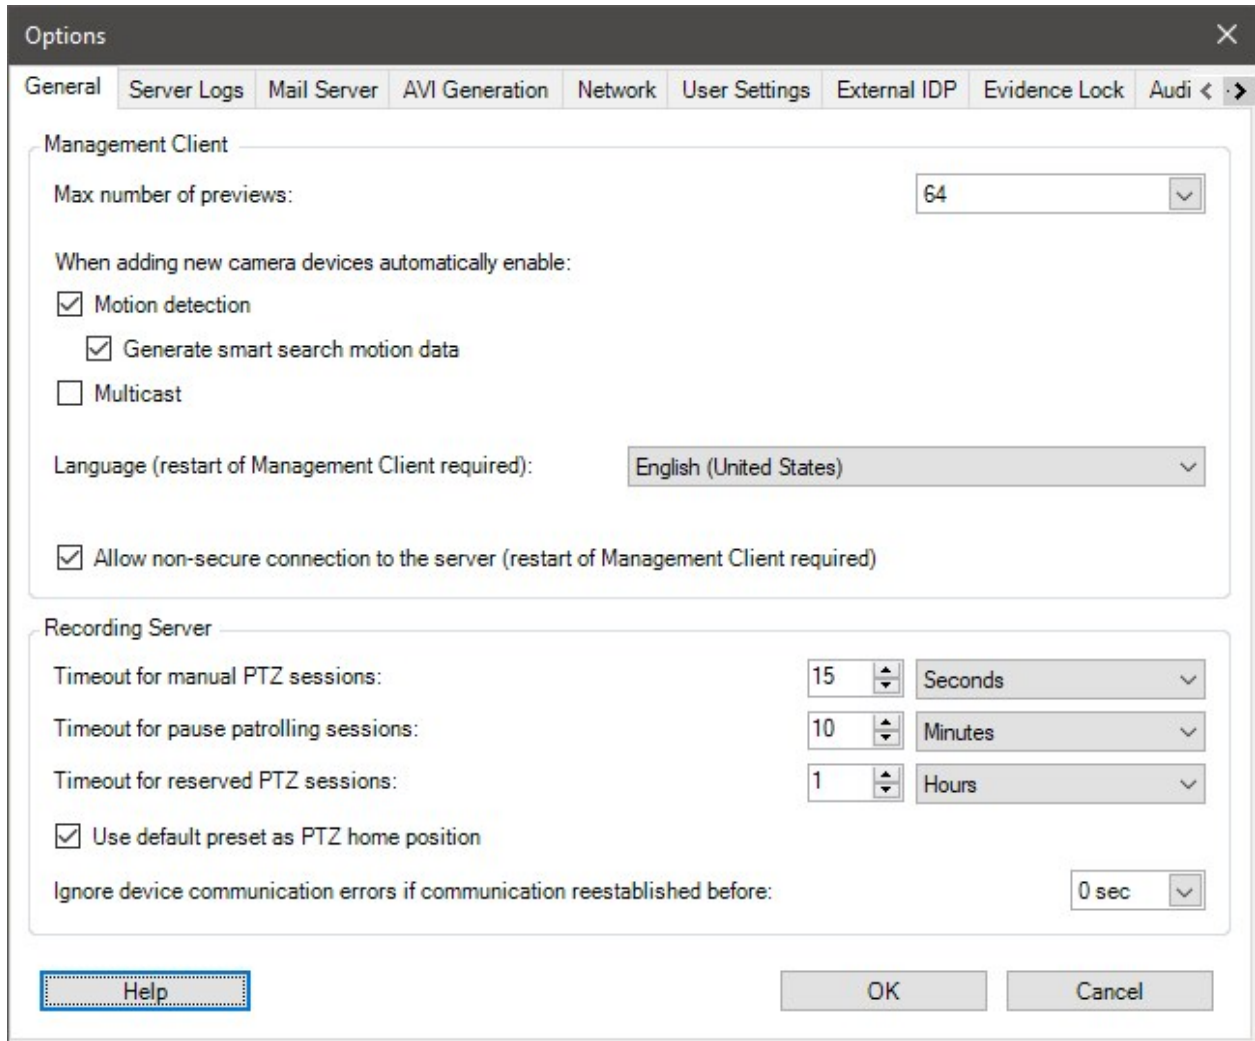 Options
General Server Logs Mail Server AVI Generation Network User Settings External IDP Evidence Lock Audi
Management Client
Max number of previews: 64
When adding new camera devices automatically enable:
Motion detection
Generate smart search motion data
Multicast
Language (restart of Management Client required): English (United States)
Allow non-secure connection to the server (restart of Management Client required)
Recording Server
Timeout for manual PTZ sessions: 15 Seconds
Timeout for pause patrolling sessions: 10 Minutes
Timeout for reserved PTZ sessions: 1 Hours
Use default preset as PTZ home position
Ignore device communication errors if communication reestablished before: 0 sec
Help OK Cancel